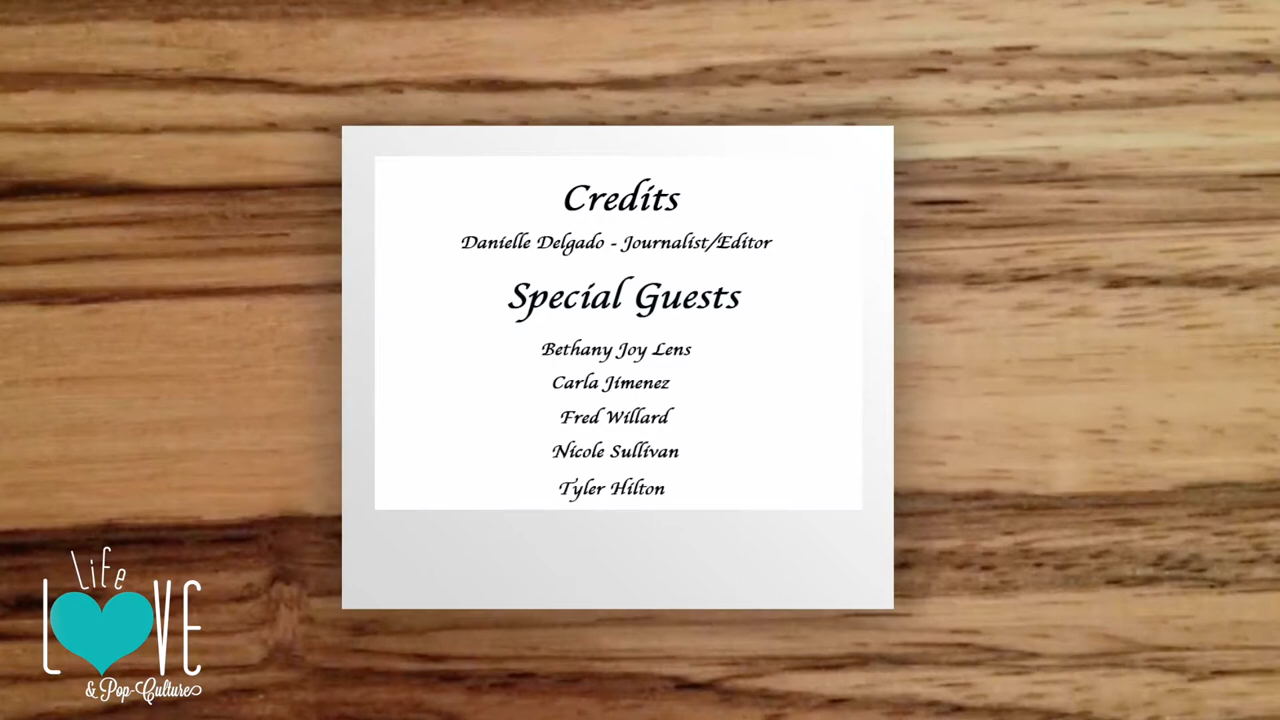 Credits
Danielle Delgado - Journalist/Editor
Special Guests
Bethany Joy Lens
Carla Jimenez
Fred Willard
Nicole Sullivan
Tyler Hilton
Life
LOVE
& Pop-Culture